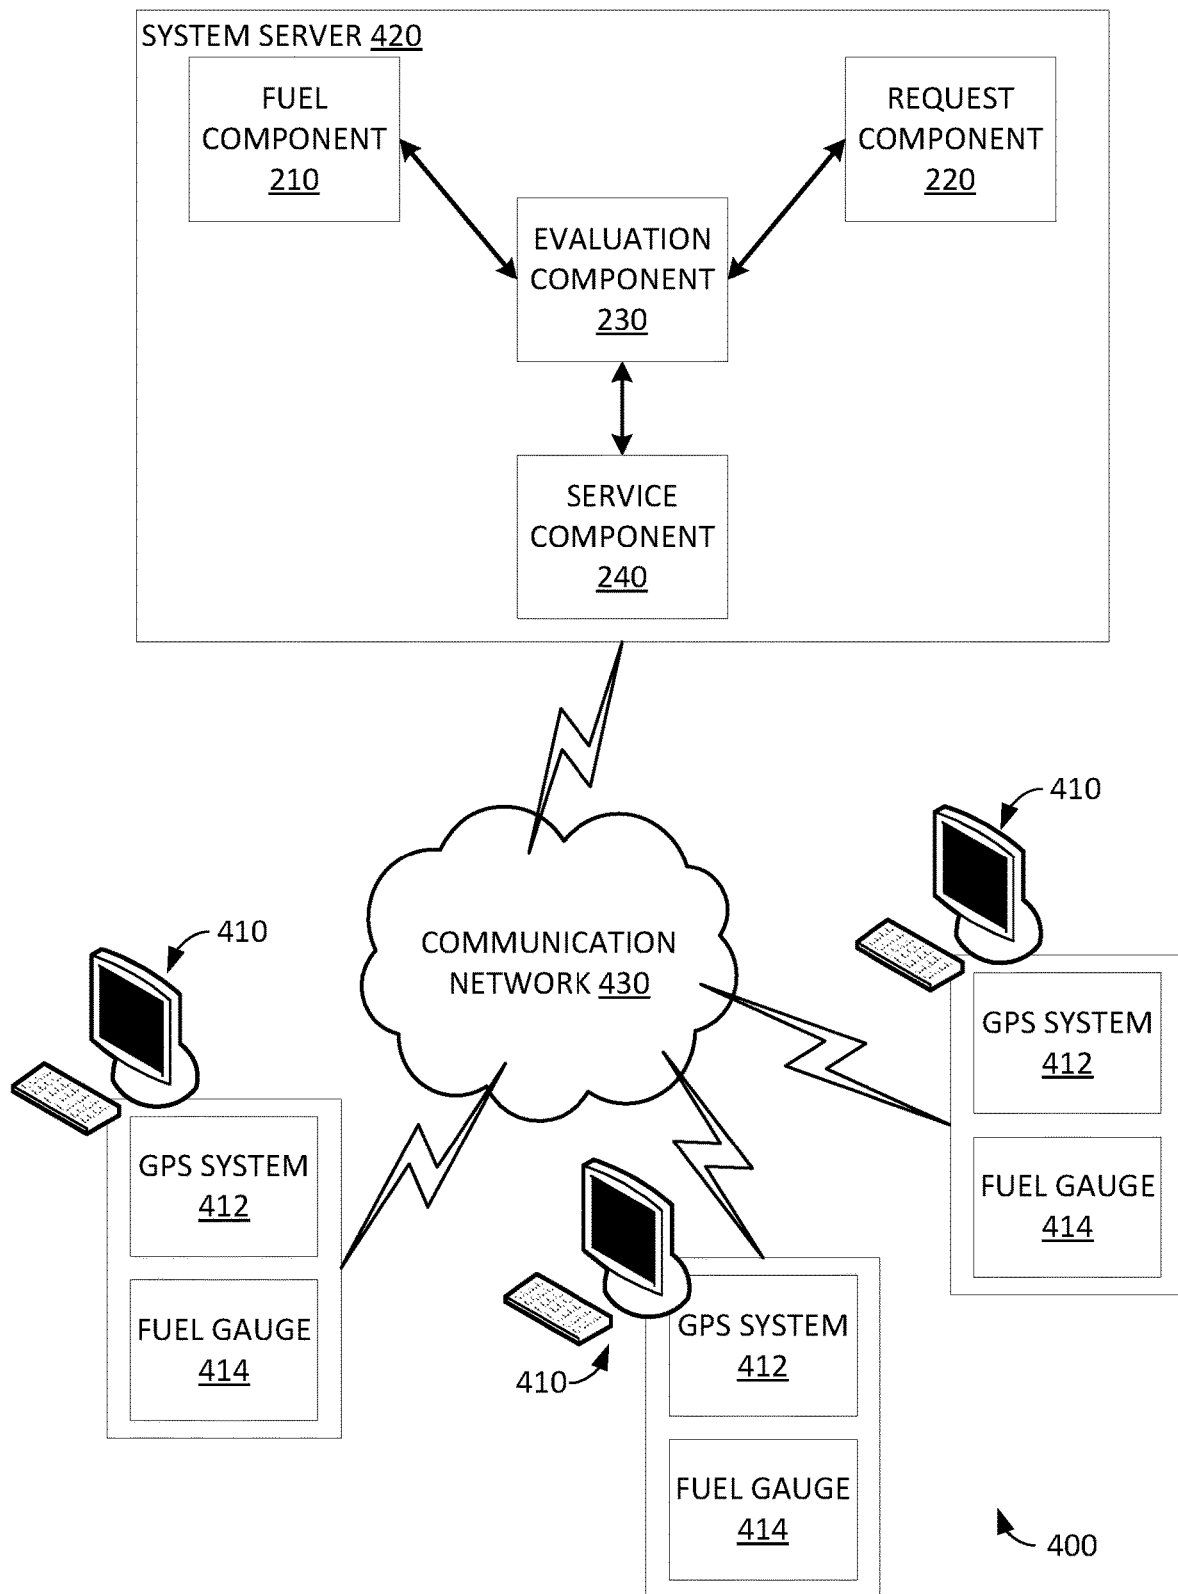 SYSTEM SERVER 420
FUEL
COMPONENT
210
REQUEST
COMPONENT
220
EVALUATION
COMPONENT
230
SERVICE
COMPONENT
240
410
COMMUNICATION
NETWORK 430
410
GPS SYSTEM
412
FUEL GAUGE
414
GPS SYSTEM
412
FUEL GAUGE
414
410
GPS SYSTEM
412
FUEL GAUGE
414
400